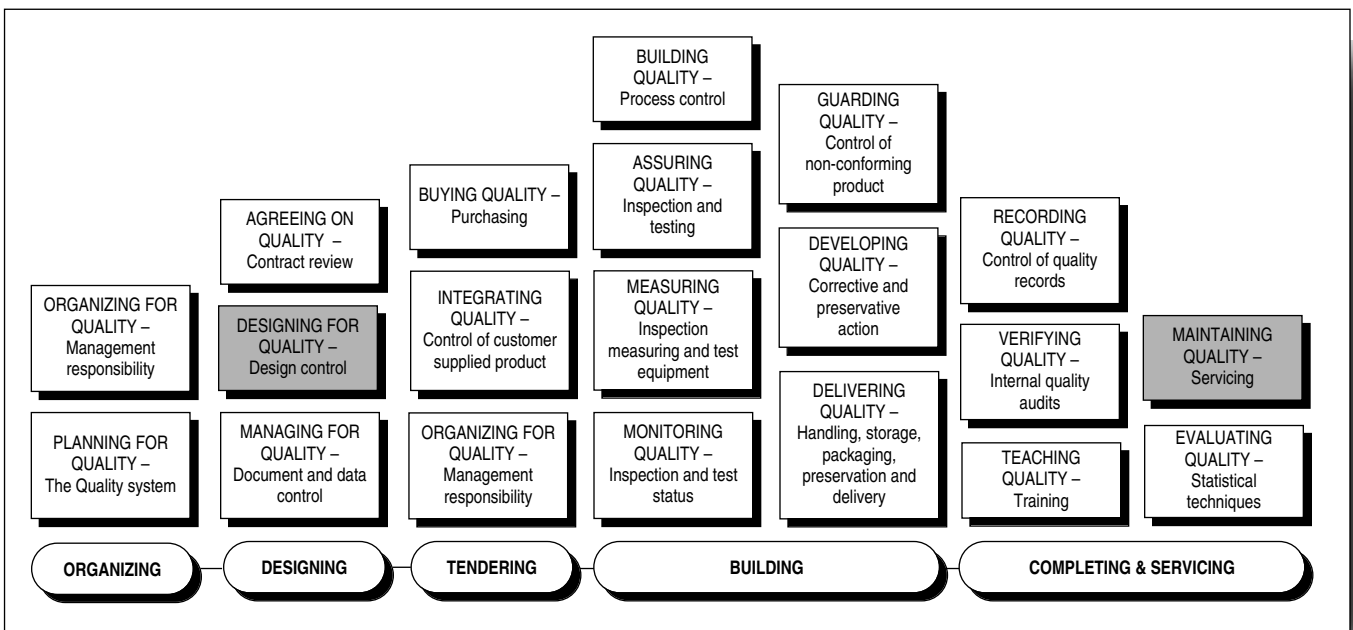 ORGANIZING FOR
QUALITY –
Management
responsibility
PLANNING FOR
QUALITY –
The Quality system
AGREEING ON
QUALITY –
Contract review
DESIGNING FOR
QUALITY –
Design control
MANAGING FOR
QUALITY –
Document and data
control
BUYING QUALITY –
Purchasing
INTEGRATING
QUALITY –
Control of customer
supplied product
ORGANIZING FOR
QUALITY –
Management
responsibility
BUILDING
QUALITY –
Process control
ASSURING
QUALITY –
Inspection and
testing
MEASURING
QUALITY –
Inspection
measuring and test
equipment
MONITORING
QUALITY –
Inspection and test
status
GUARDING
QUALITY –
Control of
non-conforming
product
DEVELOPING
QUALITY –
Corrective and
preservative
action
DELIVERING
QUALITY –
Handling, storage,
packaging,
preservation and
delivery
RECORDING
QUALITY –
Control of quality
records
VERIFYING
QUALITY –
Internal quality
audits
TEACHING
QUALITY –
Training
MAINTAINING
QUALITY –
Servicing
EVALUATING
QUALITY –
Statistical
techniques
ORGANIZING
DESIGNING
TENDERING
BUILDING
COMPLETING & SERVICING